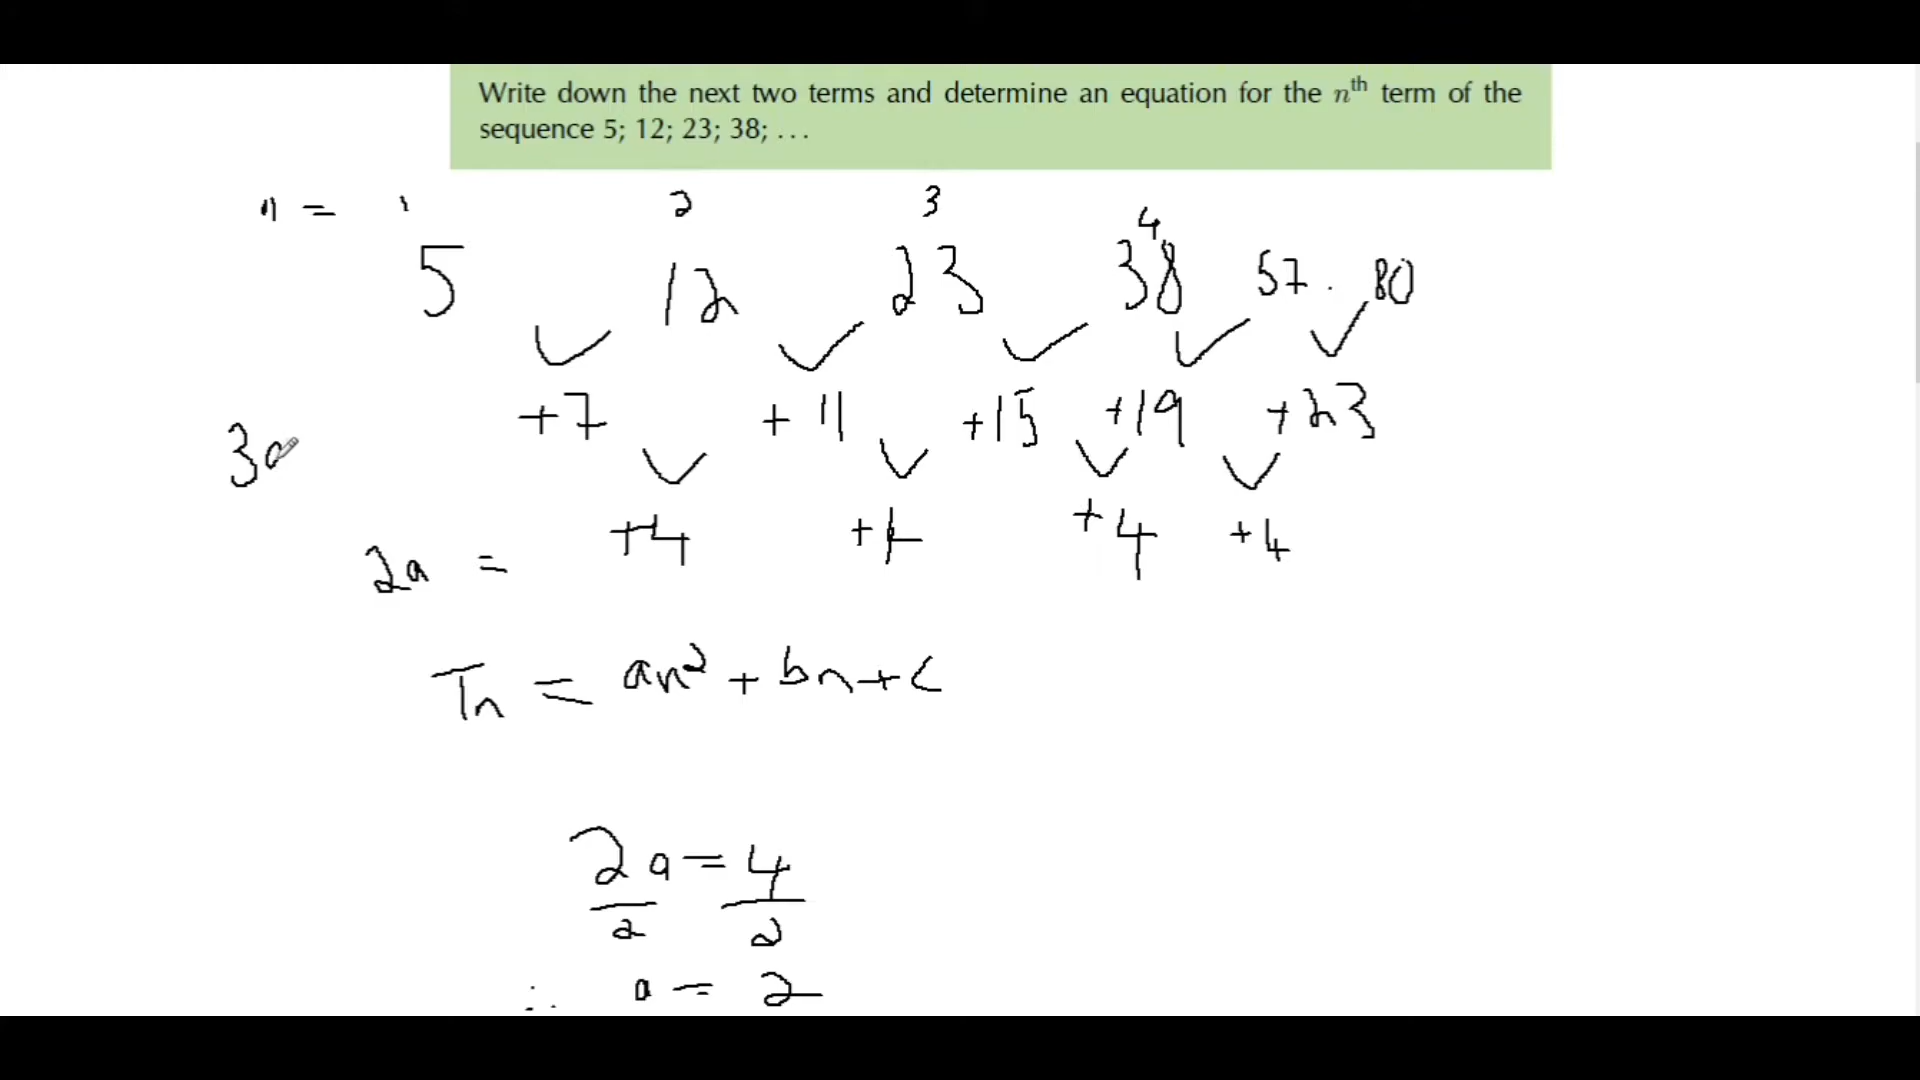 Write down the next two terms and determine an equation for the nth term of the
sequence 5; 12; 23; 38; ...
n = 1 2 3 4
5 12 23 38 57 . 80
+7 +11 +15 +19 +23
3a
+4 +4 +4 +4
2a =
Tn = an² + bn + c
2a = 4
2 2
∴ a = 2